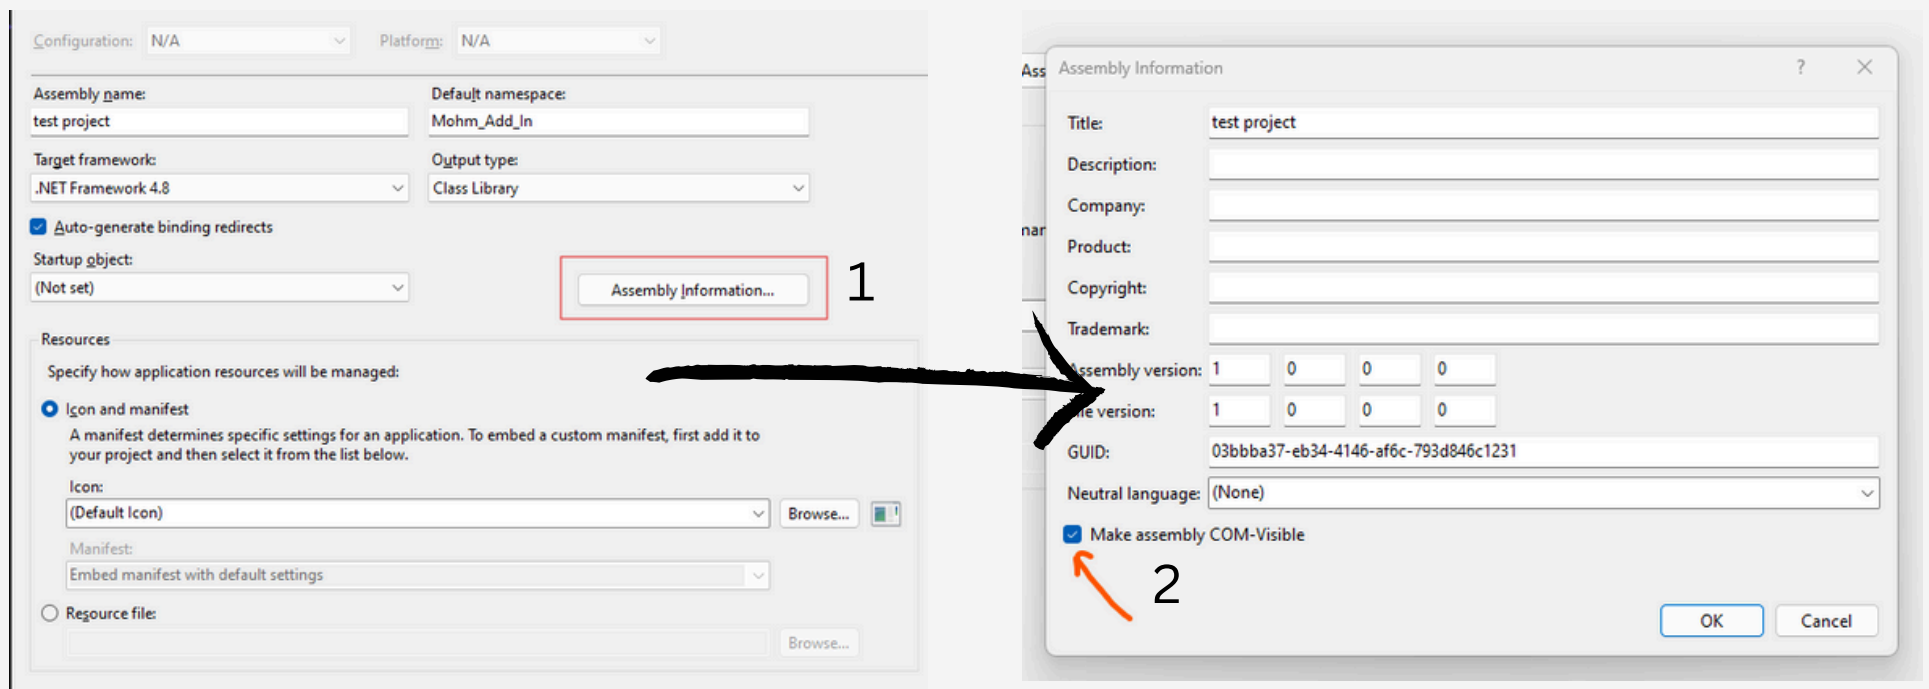 Configuration: N/A Platform: N/A
Assembly name: Default namespace:
test project Mohm_Add_In
Target framework: Output type:
.NET Framework 4.8 Class Library
Auto-generate binding redirects
Startup object:
(Not set) Assembly Information... 1
Resources
Specify how application resources will be managed:
Icon and manifest
A manifest determines specific settings for an application. To embed a custom manifest, first add it to
your project and then select it from the list below.
Icon:
(Default Icon) Browse...
Manifest:
Embed manifest with default settings
Resource file:
Browse...
Ass
Assembly Information ?
Title: test project
Description:
Company:
Product:
Copyright:
Trademark:
Assembly version: 1 0 0 0
version: 1 0 0 0
GUID: 03bbba37-eb34-4146-af6c-793d846c1231
Neutral language: (None)
Make assembly COM-Visible
2
OK Cancel